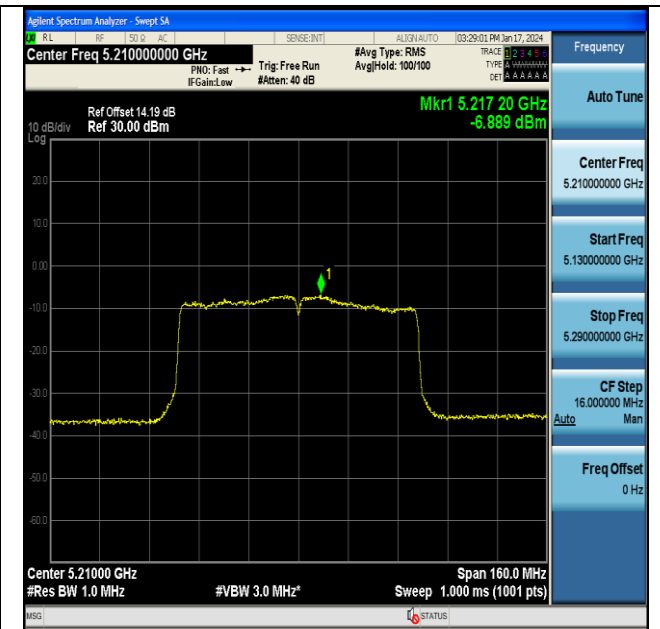 Agilent Spectrum Analyzer - Swept SA
RL RF 50 Ω AC SENSE:INT ALIGN AUTO 03:29:01 PM Jan 17, 2024
Center Freq 5.210000000 GHz
PNO: Fast
IFGain:Low
Trig: Free Run
#Atten: 40 dB
#Avg Type: RMS
Avg|Hold: 100/100
TRACE 1 2 3 4 5 6
TYPE A
DET A A A A A A
Ref Offset 14.19 dB
10 dB/div Ref 30.00 dBm
Log
Mkr1 5.217 20 GHz
-6.889 dBm
20.0
10.0
0.00
-10.0
-20.0
-30.0
-40.0
-50.0
-60.0
1
Center 5.21000 GHz Span 160.0 MHz
#Res BW 1.0 MHz #VBW 3.0 MHz* Sweep 1.000 ms (1001 pts)
MSG STATUS
Frequency
Auto Tune
Center Freq
5.210000000 GHz
Start Freq
5.130000000 GHz
Stop Freq
5.290000000 GHz
CF Step
16.000000 MHz
Auto Man
Freq Offset
0 Hz